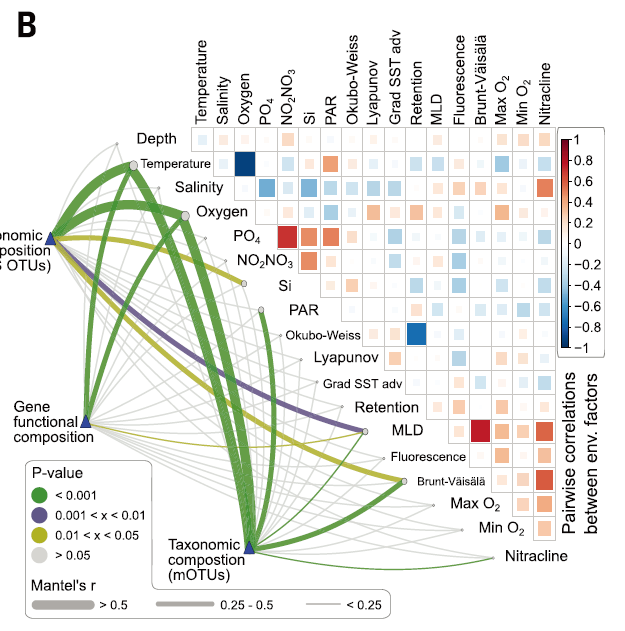 B
Temperature
Salinity
Oxygen
PO4
NO2NO3
Si
PAR
Okubo-Weiss
Lyapunov
Grad SST adv
Retention
MLD
Fluorescence
Brunt-Väisälä
Max O2
Min O2
Nitracline
Depth
Temperature
Salinity
Oxygen
PO4
NO2NO3
Si
PAR
Okubo-Weiss
Lyapunov
Grad SST adv
Retention
MLD
Fluorescence
Brunt-Väisälä
Max O2
Min O2
Nitracline
1
0.8
0.6
0.4
0.2
0
−0.2
−0.4
−0.6
−0.8
−1
Pairwise correlations
between env. factors
onomic
position
OTUs)
Gene
functional
composition
Taxonomic
compostion
(mOTUs)
P-value
< 0.001
0.001 < x < 0.01
0.01 < x < 0.05
> 0.05
Mantel's r
> 0.5
0.25 - 0.5
< 0.25